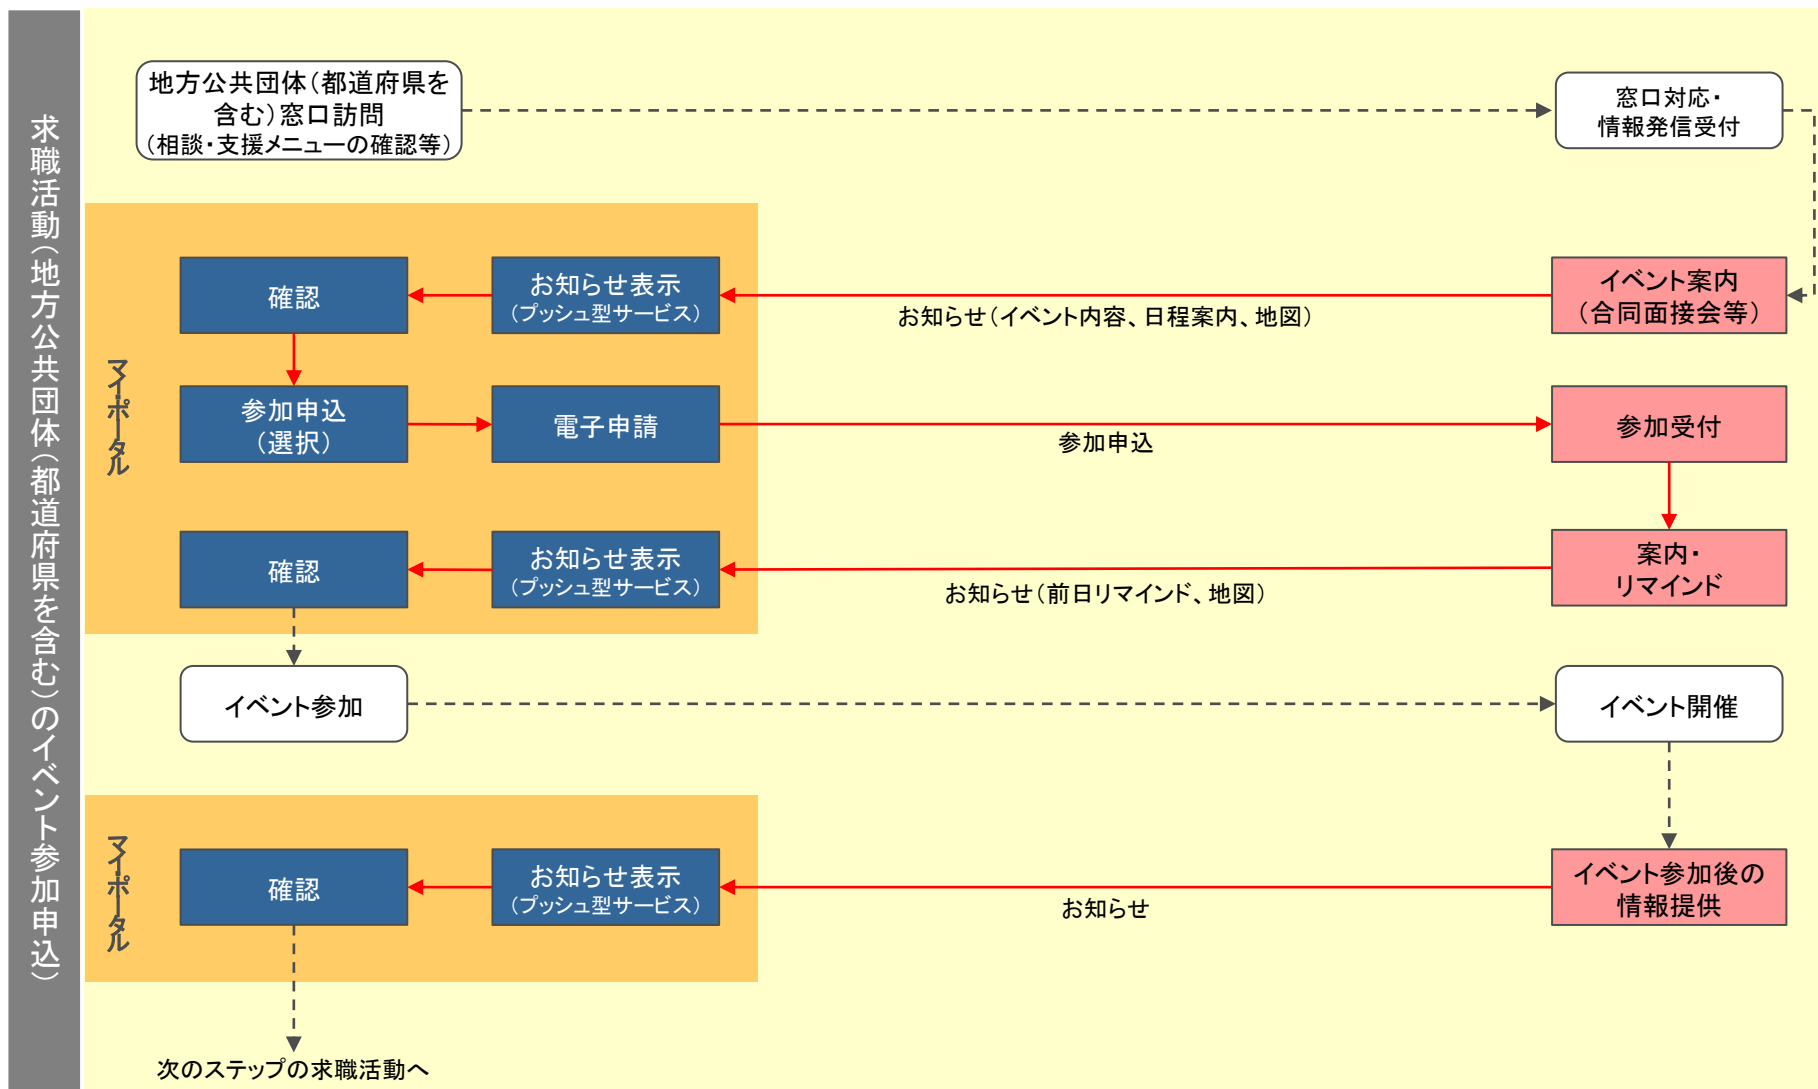 求職活動（地方公共団体（都道府県を含む）のイベント参加申込）
地方公共団体（都道府県を
含む）窓口訪問
（相談・支援メニューの確認等）
窓口対応・
情報発信受付
マイ・ポータル
確認
お知らせ表示
（プッシュ型サービス）
お知らせ（イベント内容、日程案内、地図）
イベント案内
（合同面接会等）
参加申込
（選択）
電子申請
参加申込
参加受付
確認
お知らせ表示
（プッシュ型サービス）
お知らせ（前日リマインド、地図）
案内・
リマインド
イベント参加
イベント開催
マイ・ポータル
確認
お知らせ表示
（プッシュ型サービス）
お知らせ
イベント参加後の
情報提供
次のステップの求職活動へ